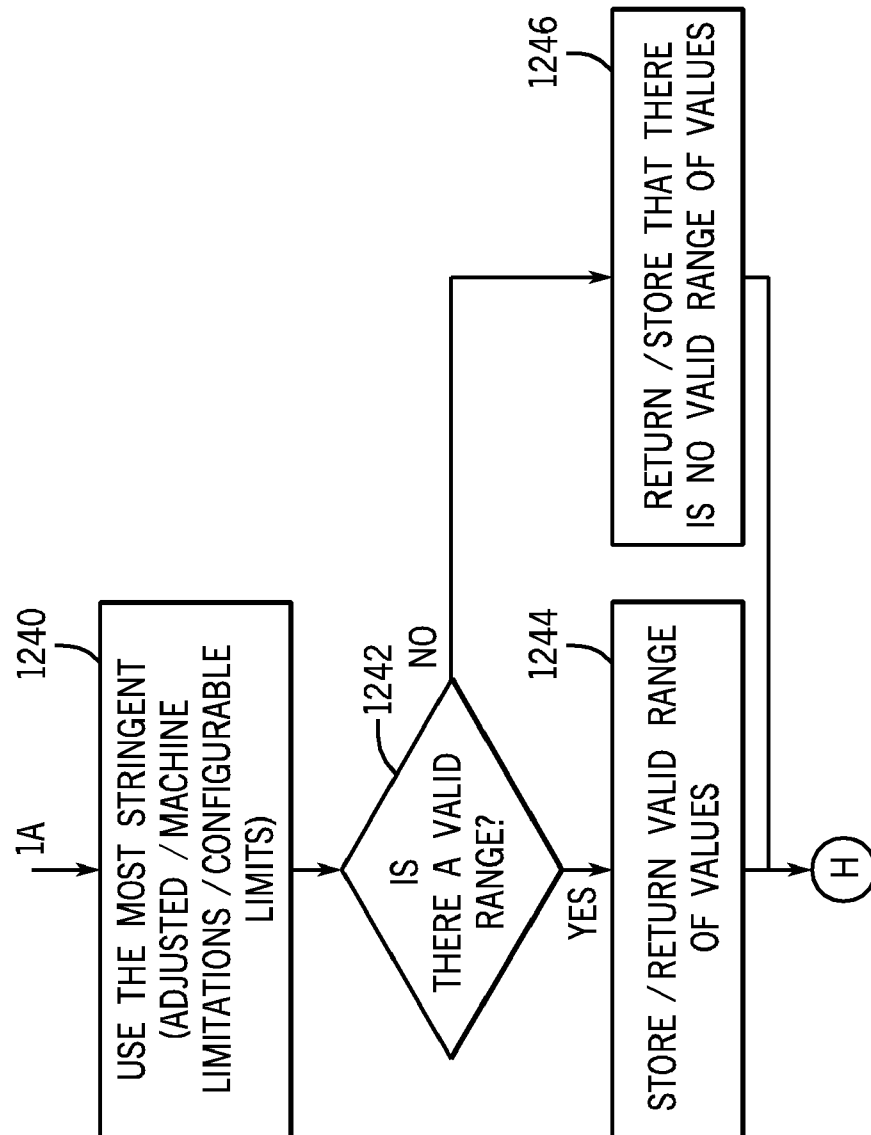 1A
1240
USE THE MOST STRINGENT
(ADJUSTED / MACHINE
LIMITATIONS / CONFIGURABLE
LIMITS)
1242
IS
THERE A VALID
RANGE?
NO
YES
1244
STORE / RETURN VALID RANGE
OF VALUES
1246
RETURN / STORE THAT THERE
IS NO VALID RANGE OF VALUES
H